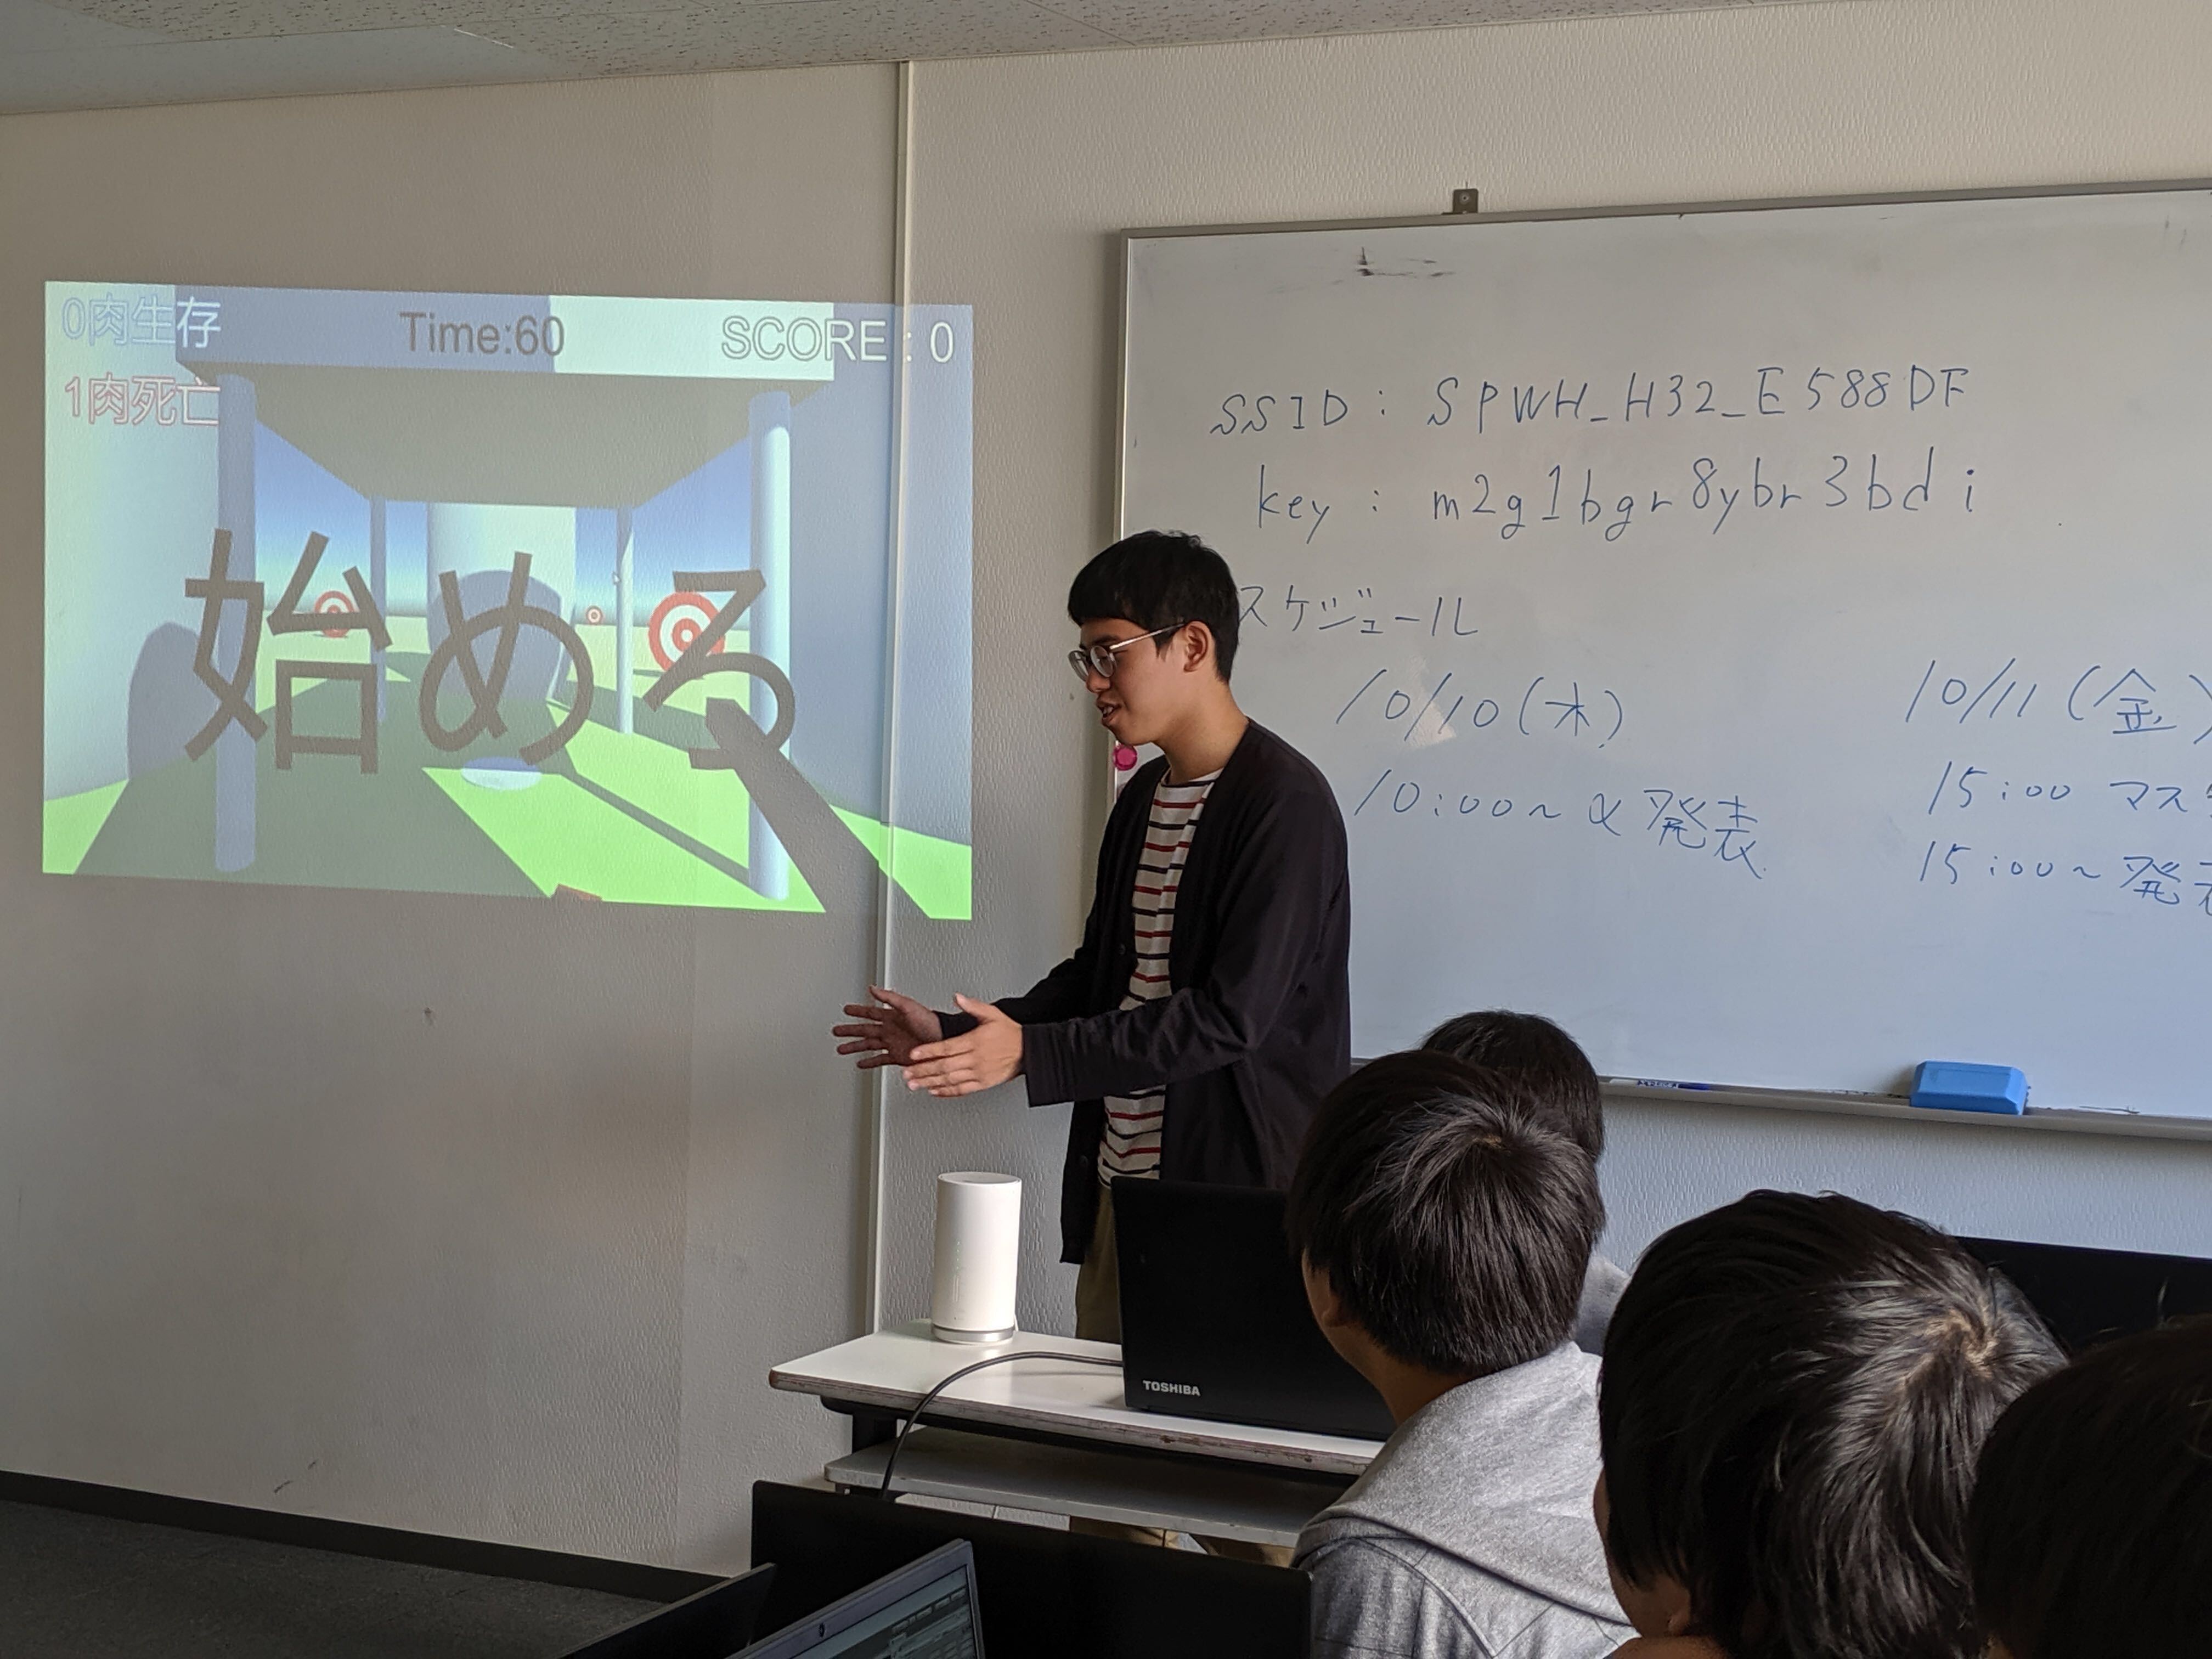 0肉生存
Time:60
SCORE : 0
1肉死亡
始める
SSID : SPWH_H32_E588DF
key : m2g1bgr8ybr3bdi
スケジュール
10/10(木)
10:00~α発表
10/11(金)
15:00 マス
15:00~発表
TOSHIBA